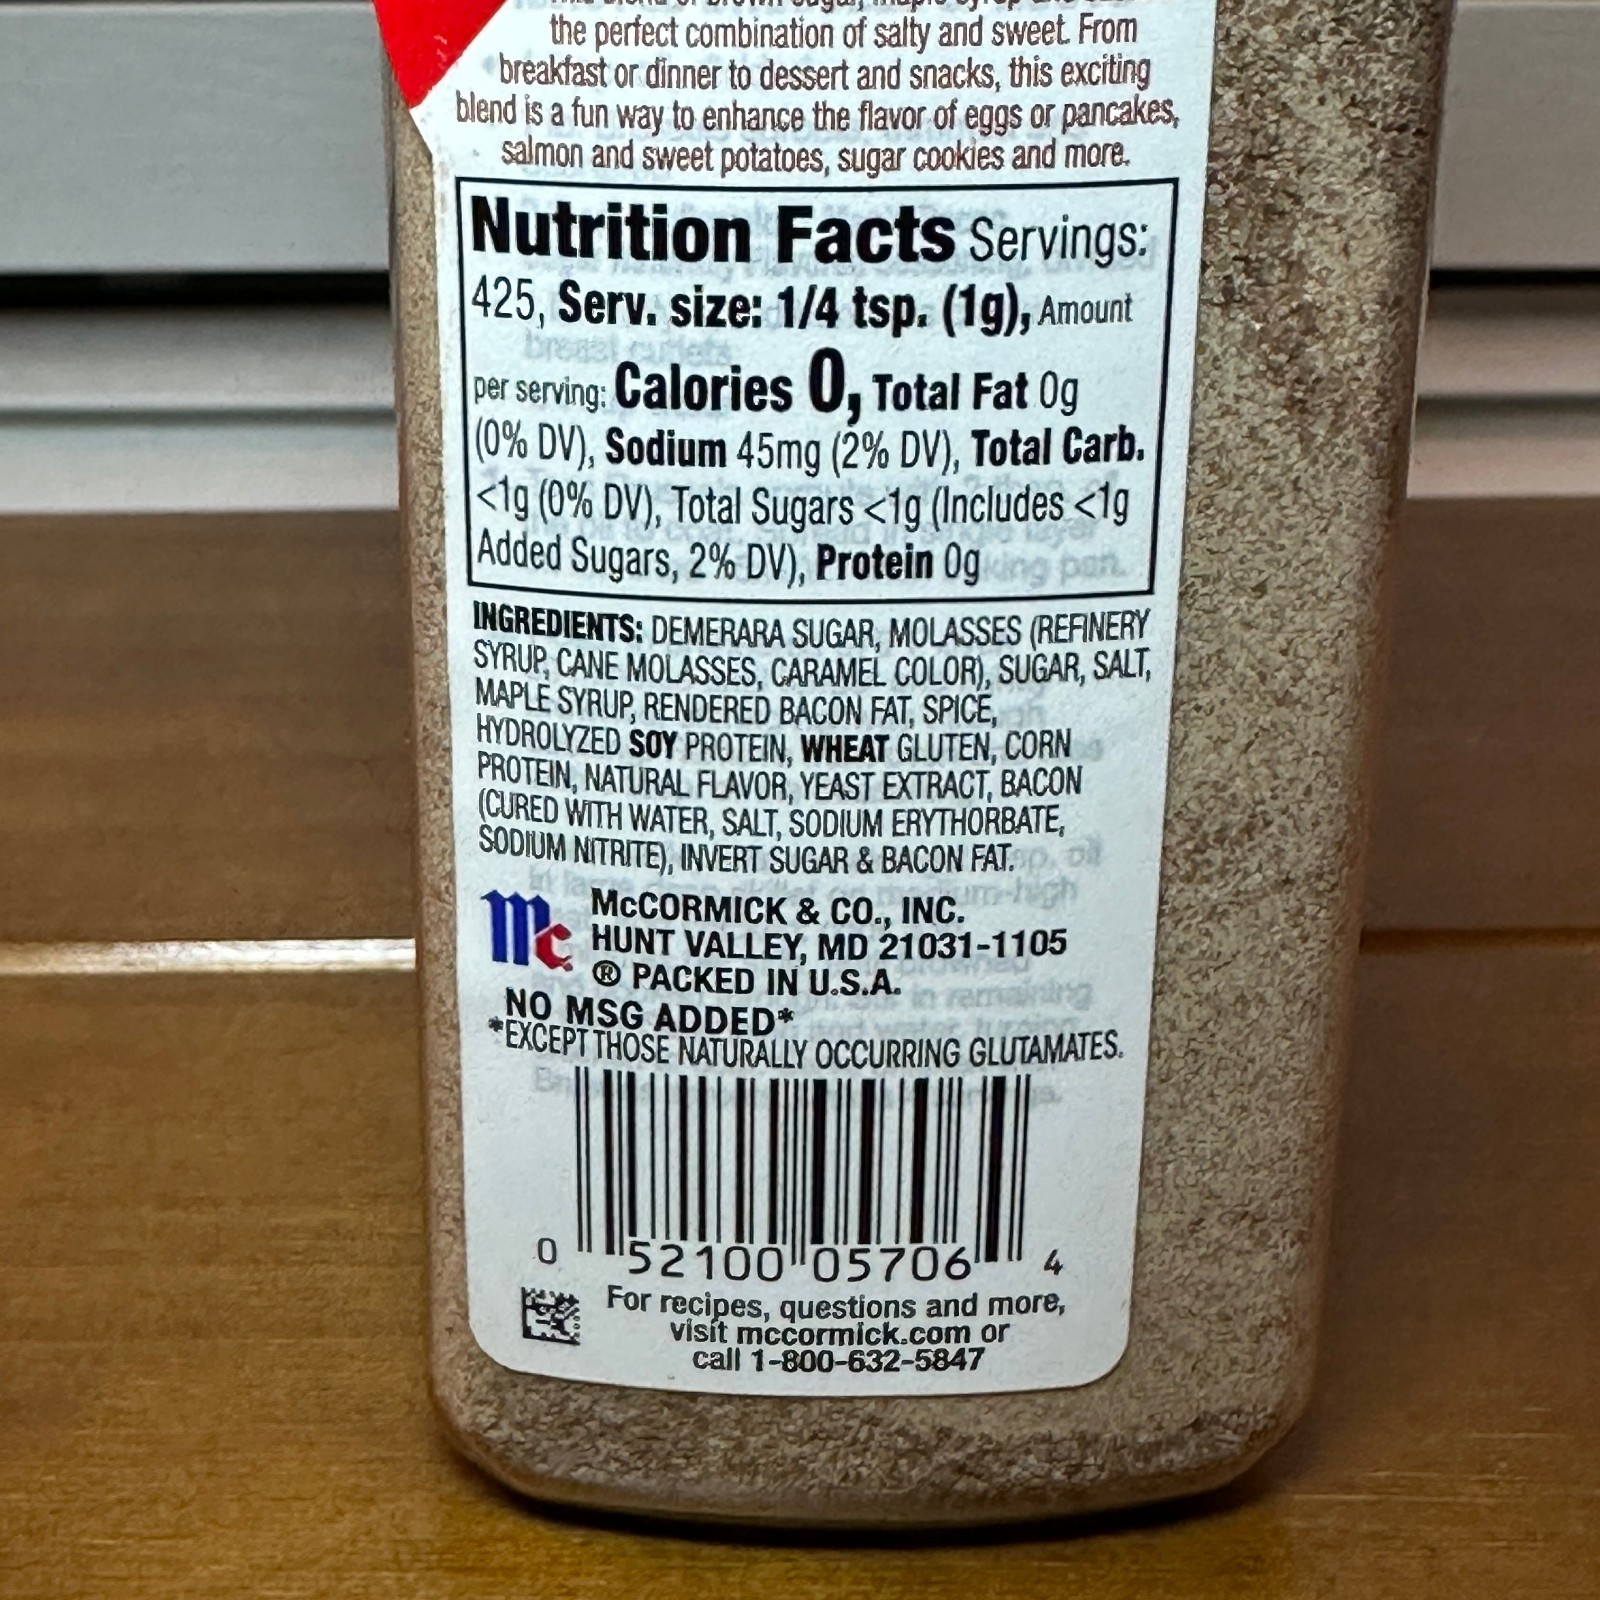 the perfect combination of salty and sweet. From
breakfast or dinner to dessert and snacks, this exciting
blend is a fun way to enhance the flavor of eggs or pancakes,
salmon and sweet potatoes, sugar cookies and more.
Nutrition Facts Servings:
425, Serv. size: 1/4 tsp. (1g), Amount
per serving: Calories 0, Total Fat 0g
(0% DV), Sodium 45mg (2% DV), Total Carb.
<1g (0% DV), Total Sugars <1g (Includes <1g
Added Sugars, 2% DV), Protein 0g
INGREDIENTS: DEMERARA SUGAR, MOLASSES (REFINERY
SYRUP, CANE MOLASSES, CARAMEL COLOR), SUGAR, SALT,
MAPLE SYRUP, RENDERED BACON FAT, SPICE,
HYDROLYZED SOY PROTEIN, WHEAT GLUTEN, CORN
PROTEIN, NATURAL FLAVOR, YEAST EXTRACT, BACON
(CURED WITH WATER, SALT, SODIUM ERYTHORBATE,
SODIUM NITRITE), INVERT SUGAR & BACON FAT.
Mc McCORMICK & CO., INC.
HUNT VALLEY, MD 21031-1105
® PACKED IN U.S.A.
NO MSG ADDED*
*EXCEPT THOSE NATURALLY OCCURRING GLUTAMATES.
0 52100 05706 4
For recipes, questions and more,
visit mccormick.com or
call 1-800-632-5847